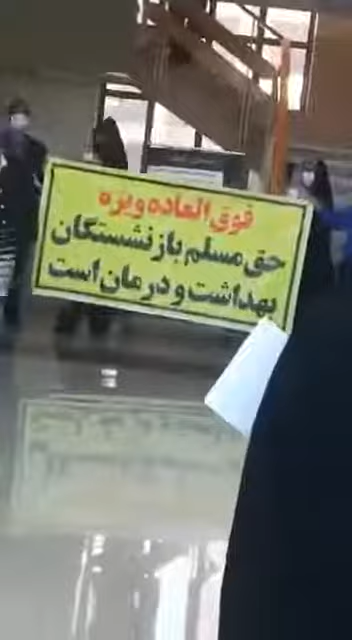 فوق العاده ویژه
حق مسلم بازنشستگان
بهداشت و درمان است